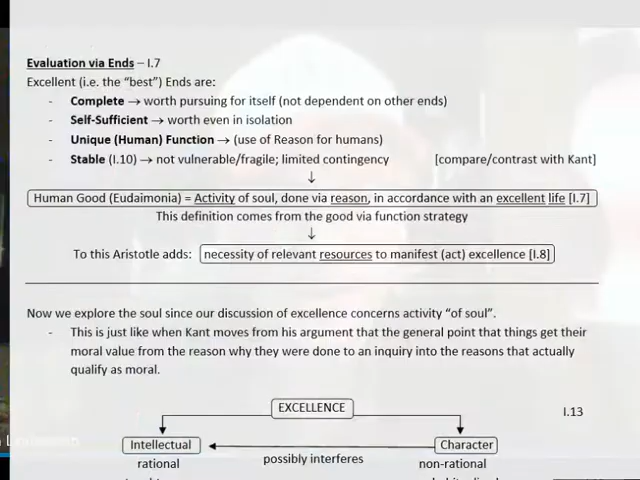 Evaluation via Ends – I.7
Excellent (i.e. the “best”) Ends are:
- Complete → worth pursuing for itself (not dependent on other ends)
- Self-Sufficient → worth even in isolation
- Unique (Human) Function → (use of Reason for humans)
- Stable (I.10) → not vulnerable/fragile; limited contingency [compare/contrast with Kant]
↓
Human Good (Eudaimonia) = Activity of soul, done via reason, in accordance with an excellent life [I.7]
This definition comes from the good via function strategy
↓
To this Aristotle adds: necessity of relevant resources to manifest (act) excellence [I.8]
Now we explore the soul since our discussion of excellence concerns activity “of soul”.
- This is just like when Kant moves from his argument that the general point that things get their
moral value from the reason why they were done to an inquiry into the reasons that actually
qualify as moral.
EXCELLENCE I.13
Intellectual Character
rational possibly interferes non-rational